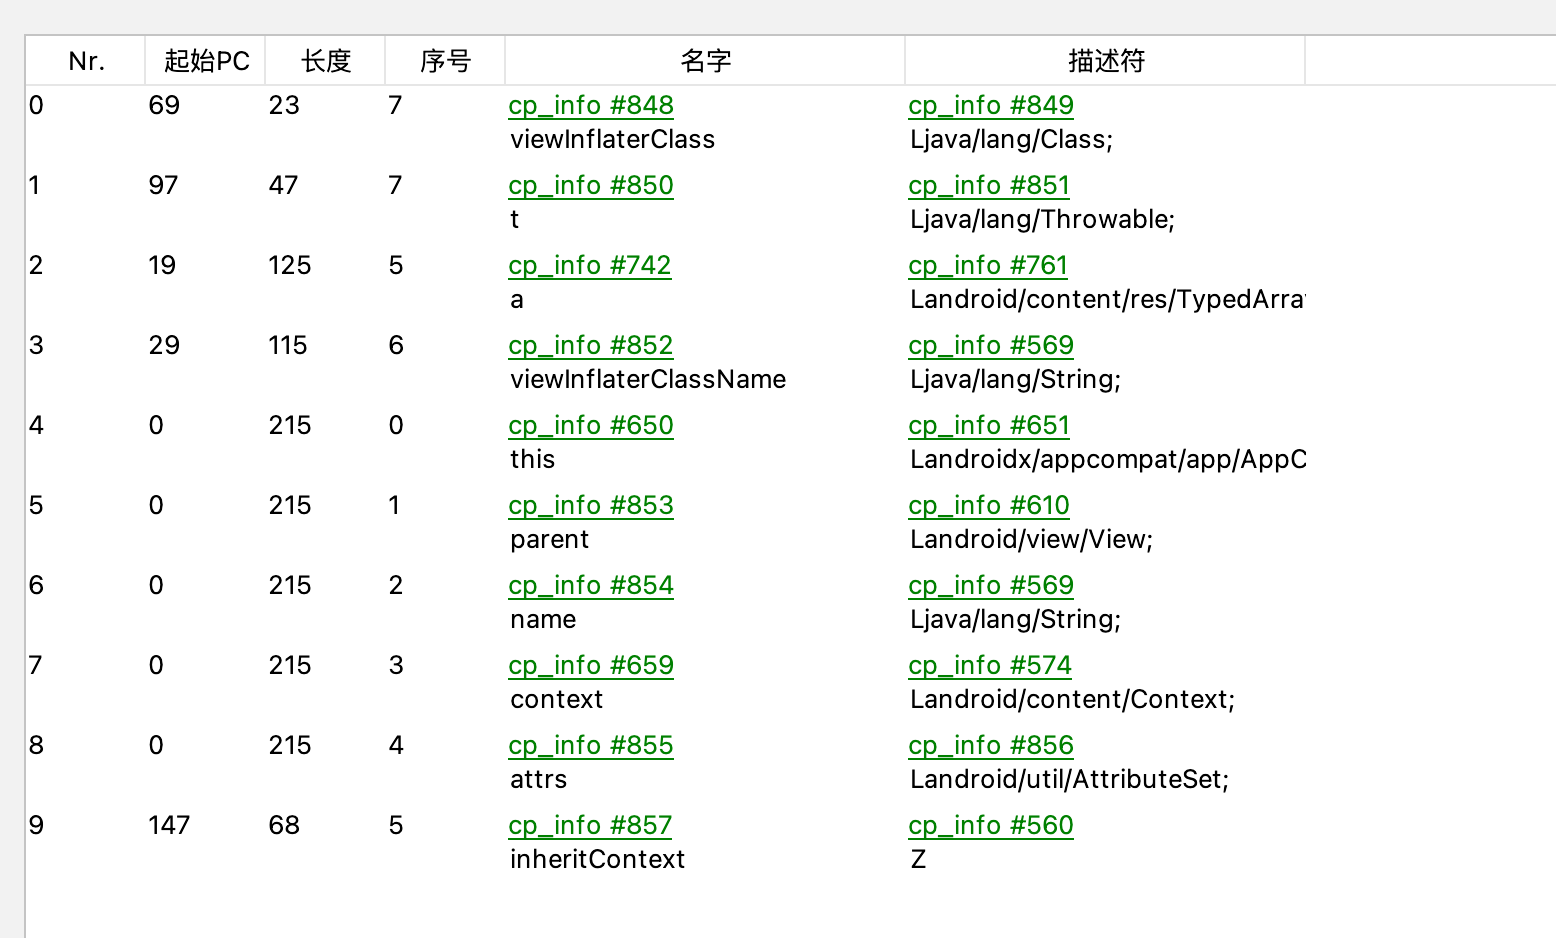 Nr. 起始PC 长度 序号 名字 描述符
0 69 23 7 cp_info #848 cp_info #849
viewInflaterClass Ljava/lang/Class;
1 97 47 7 cp_info #850 cp_info #851
t Ljava/lang/Throwable;
2 19 125 5 cp_info #742 cp_info #761
a Landroid/content/res/TypedArra
3 29 115 6 cp_info #852 cp_info #569
viewInflaterClassName Ljava/lang/String;
4 0 215 0 cp_info #650 cp_info #651
this Landroidx/appcompat/app/AppC
5 0 215 1 cp_info #853 cp_info #610
parent Landroid/view/View;
6 0 215 2 cp_info #854 cp_info #569
name Ljava/lang/String;
7 0 215 3 cp_info #659 cp_info #574
context Landroid/content/Context;
8 0 215 4 cp_info #855 cp_info #856
attrs Landroid/util/AttributeSet;
9 147 68 5 cp_info #857 cp_info #560
inheritContext Z